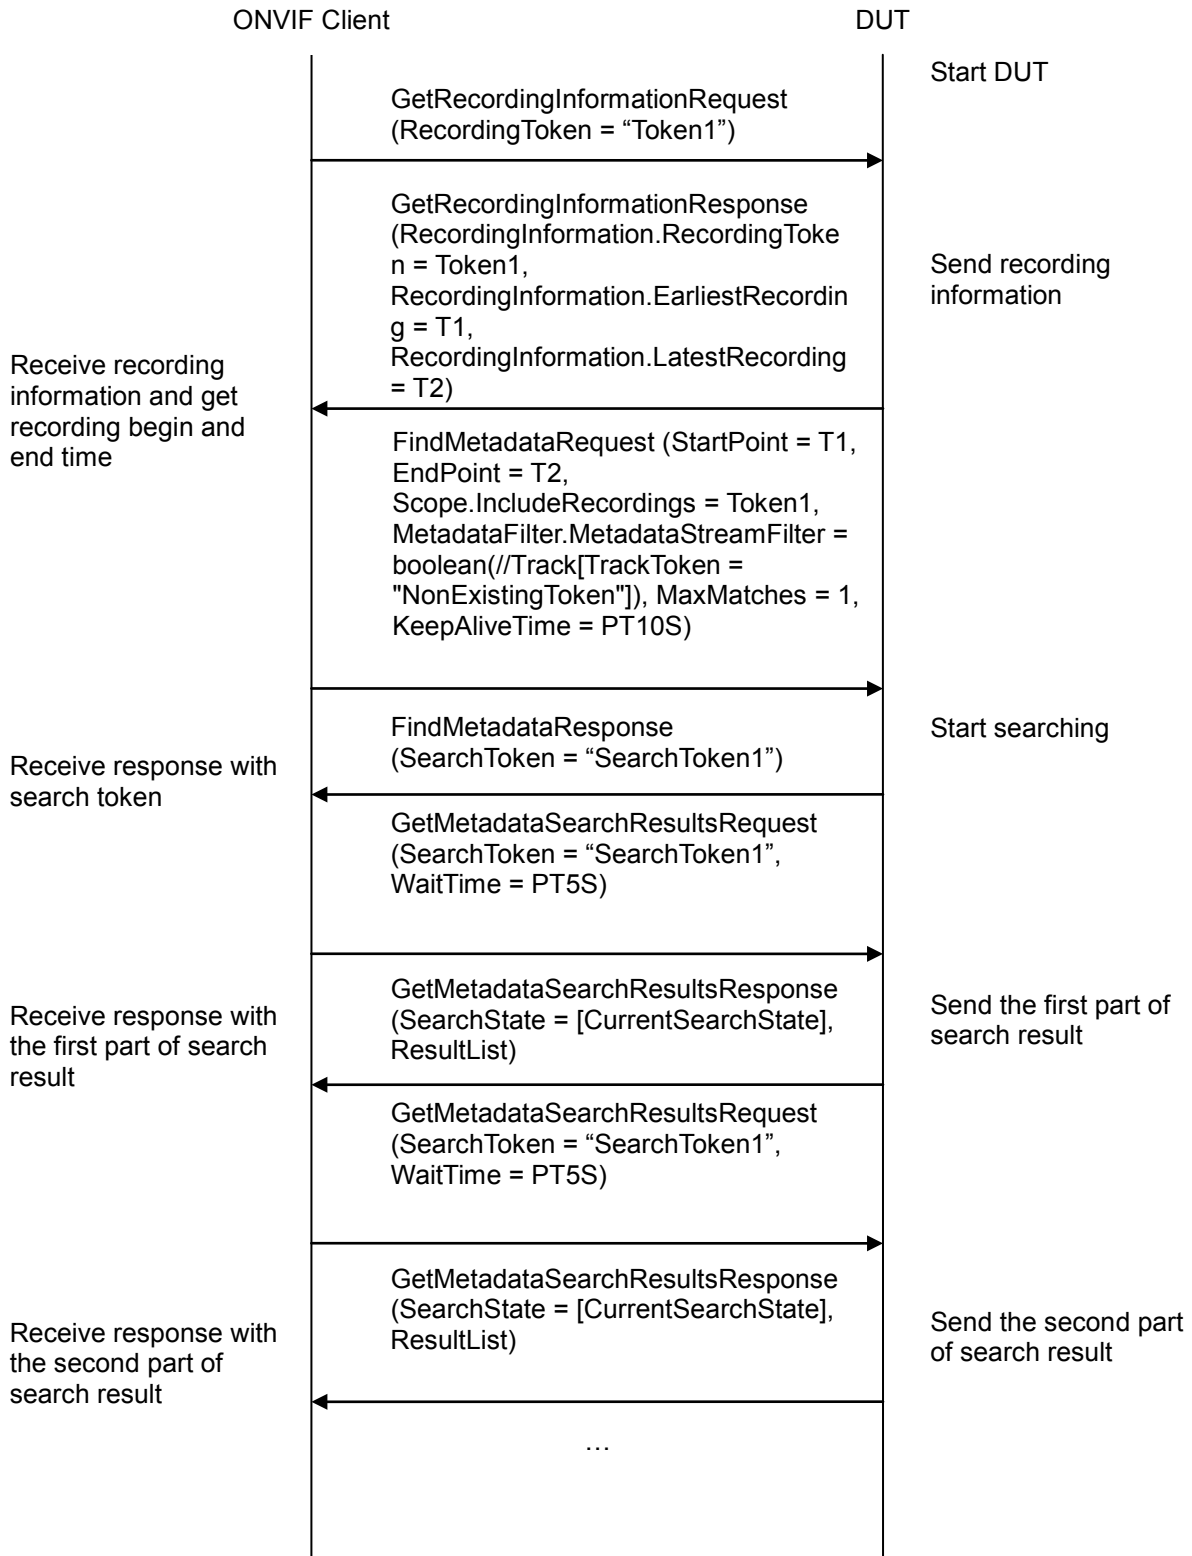 ONVIF Client
DUT
Start DUT
GetRecordingInformationRequest
(RecordingToken = “Token1”)
GetRecordingInformationResponse
(RecordingInformation.RecordingToke
n = Token1,
RecordingInformation.EarliestRecordin
g = T1,
RecordingInformation.LatestRecording
= T2)
Send recording
information
Receive recording
information and get
recording begin and
end time
FindMetadataRequest (StartPoint = T1,
EndPoint = T2,
Scope.IncludeRecordings = Token1,
MetadataFilter.MetadataStreamFilter =
boolean(//Track[TrackToken =
"NonExistingToken"]), MaxMatches = 1,
KeepAliveTime = PT10S)
Start searching
FindMetadataResponse
(SearchToken = “SearchToken1”)
Receive response with
search token
GetMetadataSearchResultsRequest
(SearchToken = “SearchToken1”,
WaitTime = PT5S)
GetMetadataSearchResultsResponse
(SearchState = [CurrentSearchState],
ResultList)
Send the first part of
search result
Receive response with
the first part of search
result
GetMetadataSearchResultsRequest
(SearchToken = “SearchToken1”,
WaitTime = PT5S)
GetMetadataSearchResultsResponse
(SearchState = [CurrentSearchState],
ResultList)
Send the second part
of search result
Receive response with
the second part of
search result
…